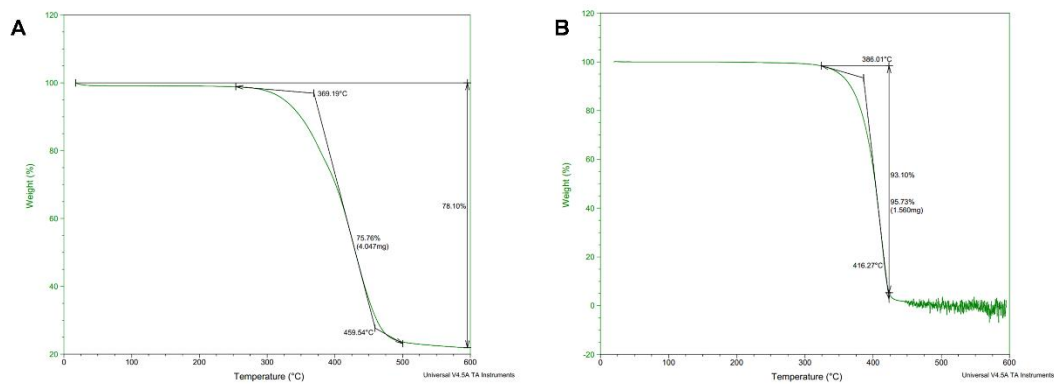 A
120
100
80
60
40
20
0
100
200
300
400
500
600
Weight (%)
Temperature (°C)
369.19°C
78.10%
75.76%
(4.047mg)
459.54°C
Universal V4.5A TA Instruments
B
120
100
80
60
40
20
0
-20
0
100
200
300
400
500
600
Weight (%)
Temperature (°C)
386.01°C
93.10%
95.73%
(1.560mg)
416.27°C
Universal V4.5A TA Instruments